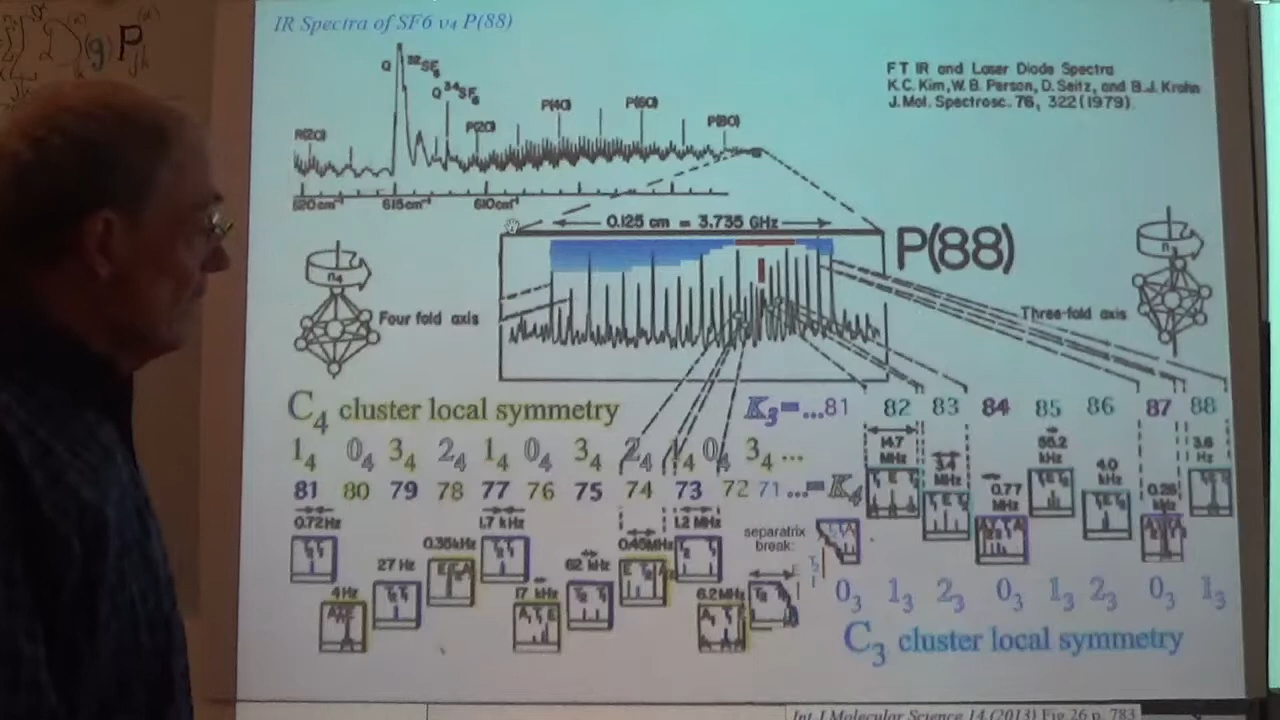 IR Spectra of SF6 ν4 P(88)
FT IR and Laser Diode Spectra
K.C. Kim, W.B. Person, D. Seitz, and B.J. Krohn
J. Mol. Spectrosc. 76, 322 (1979).
Q 32SF6
Q 34SF6
R(20) P(20) P(40) P(60) P(80)
620cm-1 615cm-1 610cm-1
0.125 cm = 3.735 GHz
P(88)
n4
Four fold axis
Three-fold axis
C4 cluster local symmetry
K3=...81 82 83 84 85 86 87 88
14 04 34 24 14 04 34 24 14 04 34 ...
81 80 79 78 77 76 75 74 73 72 71 ...=K4
14.7 MHz
3.4 MHz
0.77 MHz
55.2 kHz
4.0 kHz
3.6 Hz
0.72Hz
4Hz
27 Hz
0.35kHz
1.7 kHz
17 kHz
62 kHz
0.45MHz
1.2 MHz
6.2MHz
separatrix
break:
03 13 23 03 13 23 03 13
C3 cluster local symmetry
Int. J Molecular Science 14 (2013) Fig 26 p. 783